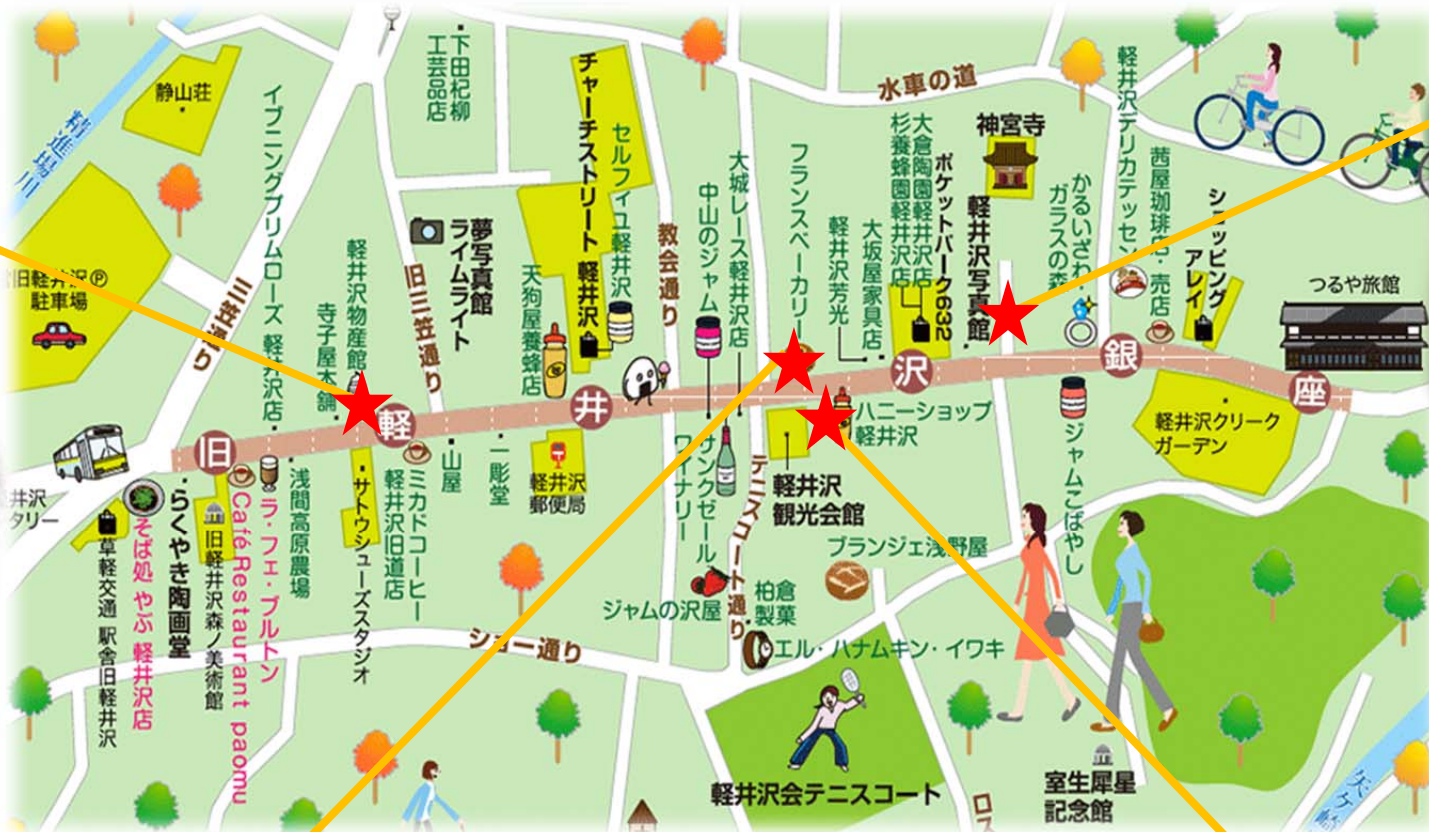 静山荘
精進場川
旧軽井沢Ⓟ
駐車場
三笠通り
イブニングプリムローズ 軽井沢店
寺子屋本舗
軽井沢物産館
下田杞柳
工芸品店
旧三笠通り
夢写真館
ライムライト
天狗屋養蜂店
チャーチストリート 軽井沢
セルフィユ軽井沢
教会通り
中山のジャム
大城レース軽井沢店
フランスベーカリー
軽井沢芳光
大坂屋家具店
杉養蜂園軽井沢店
大倉陶園軽井沢店
ポケットパーク632
軽井沢写真館
水車の道
神宮寺
かるいざわ
ガラスの森
軽井沢デリカテッセン
茜屋珈琲店 売店
ショッピング
アレイ
つるや旅館
旧
軽
井
沢
銀
座
井沢
タリー
草軽交通 駅舎旧軽井沢
そば処 やぶ 軽井沢店
らくやき陶画堂
旧軽井沢森ノ美術館
CaféRestaurant paomu
ラ・フェ・ブルトン
浅間高原農場
サトウシューズスタジオ
ミカドコーヒー
軽井沢旧道店
山屋
一彫堂
軽井沢
郵便局
サンクゼール
ワイナリー
ジャムの沢屋
テニスコート通り
軽井沢
観光会館
ハニーショップ
軽井沢
ブランジェ浅野屋
柏倉
製菓
エル・ハナムキン・イワキ
ジャムこばやし
軽井沢クリーク
ガーデン
ショー通り
軽井沢会テニスコート
室生犀星
記念館
矢ケ崎
ロス